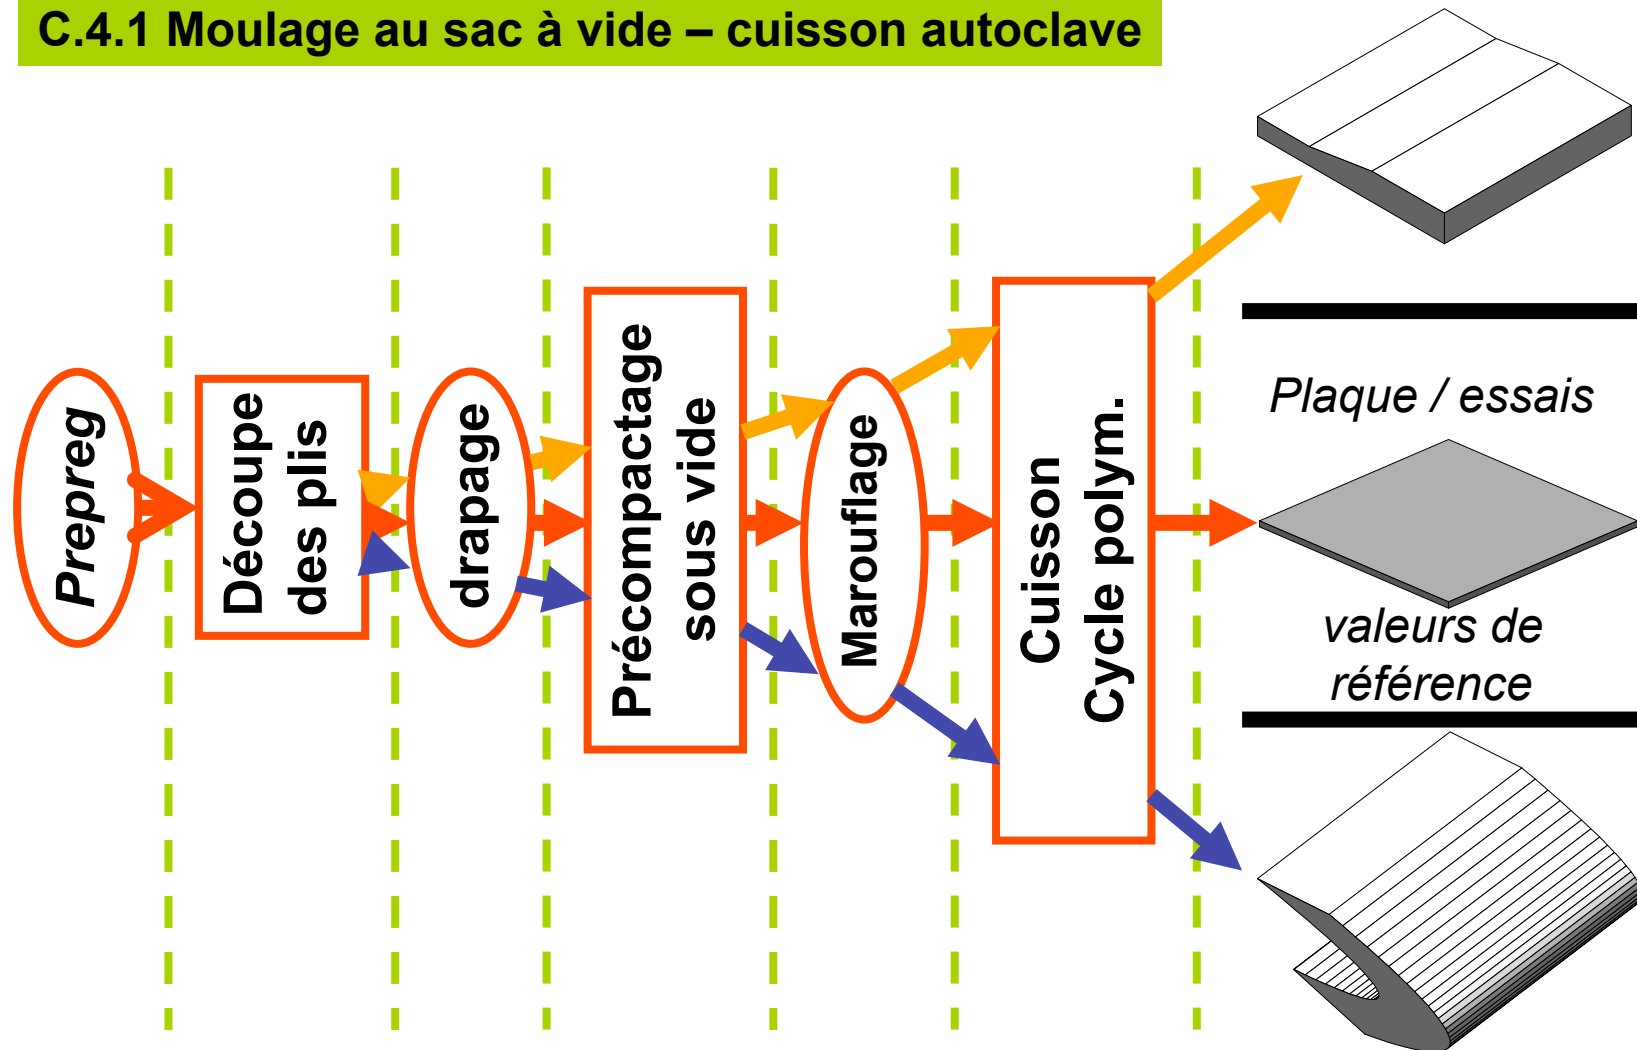 C.4.1 Moulage au sac à vide – cuisson autoclave
Prepreg
Découpe
des plis
drapage
Précompactage
sous vide
Marouflage
Cuisson
Cycle polym.
Plaque / essais
valeurs de
référence